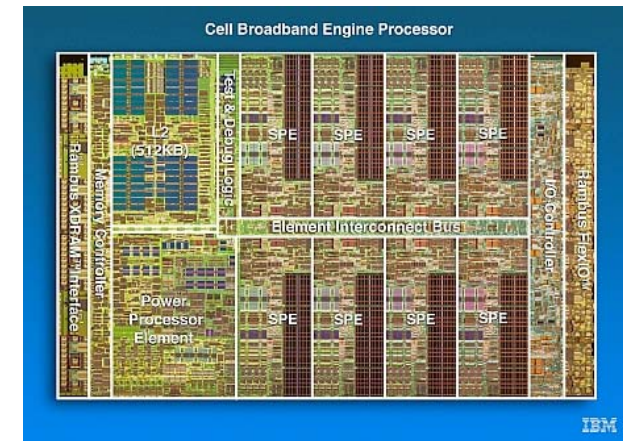 Cell Broadband Engine Processor
Rambus XDRAM™ Interface
Memory Controller
L2
(512KB)
Test & Debug Logic
SPE
SPE
SPE
SPE
I/O Controller
Rambus FlexIO™
Element Interconnect Bus
Power
Processor
Element
SPE
SPE
SPE
SPE
IBM